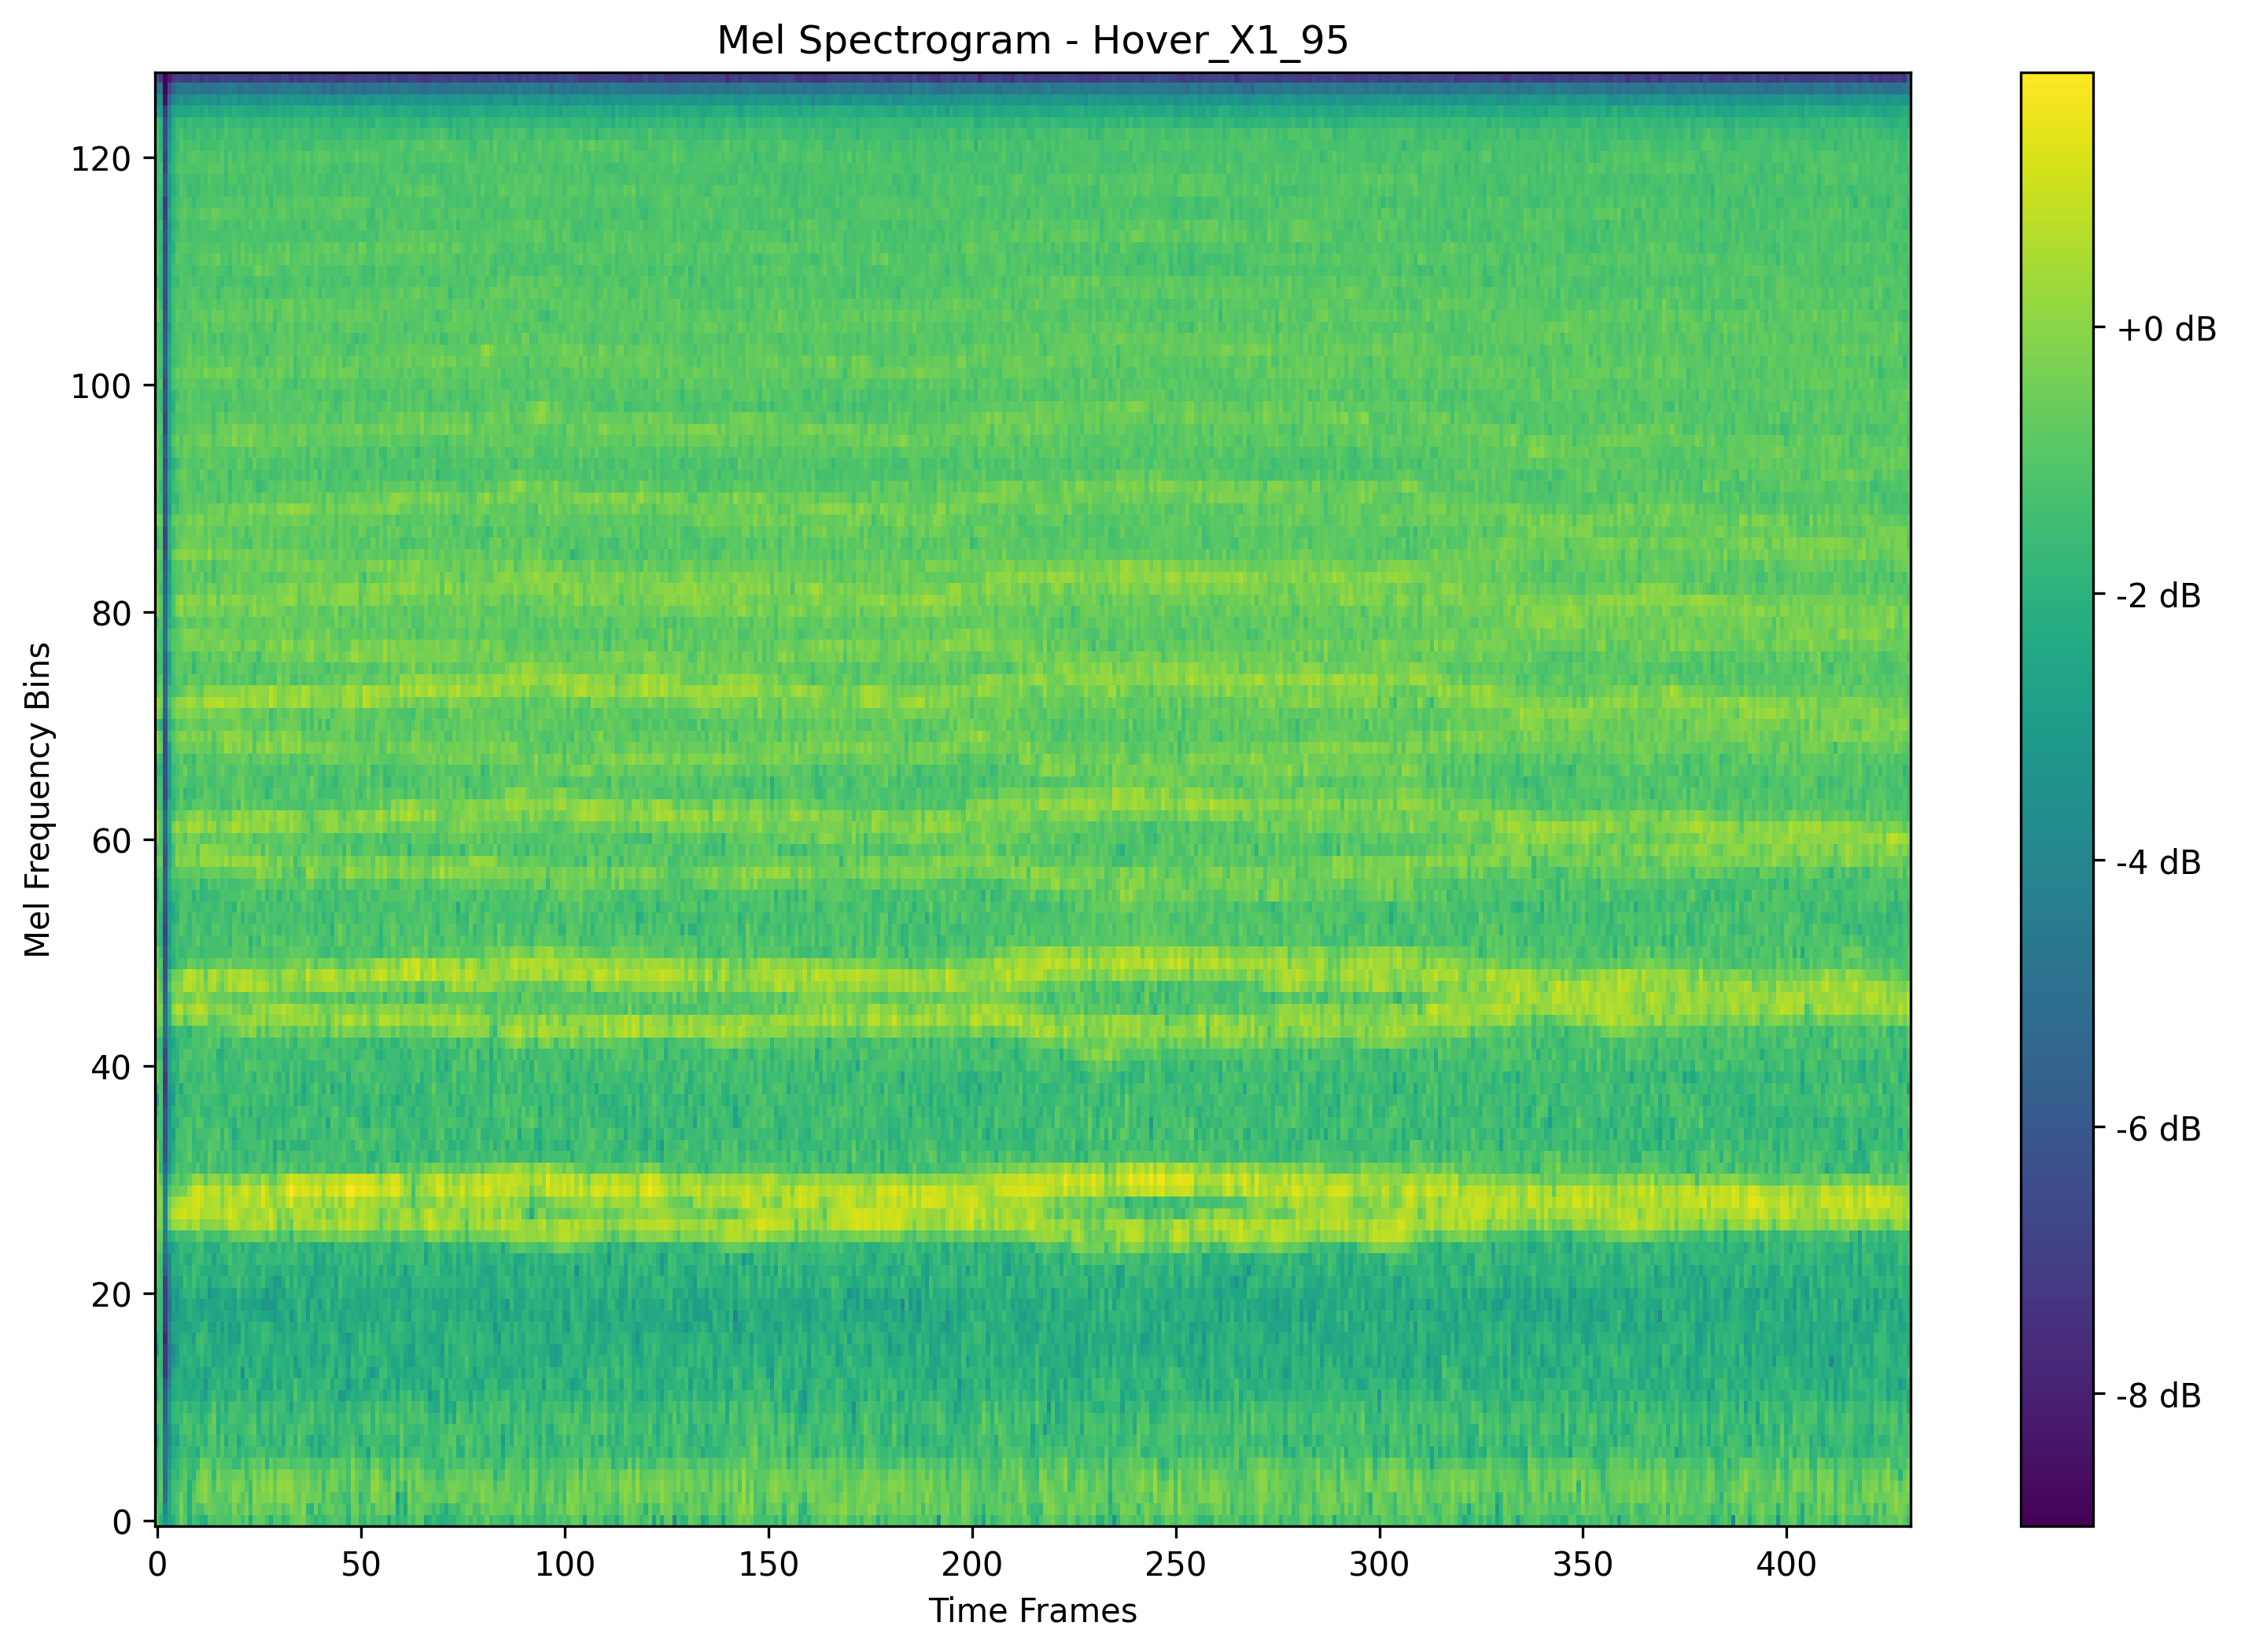 Mel Spectrogram - Hover_X1_95
Mel Frequency Bins
120
100
80
60
40
20
0
0 50 100 150 200 250 300 350 400
Time Frames
+0 dB
-2 dB
-4 dB
-6 dB
-8 dB